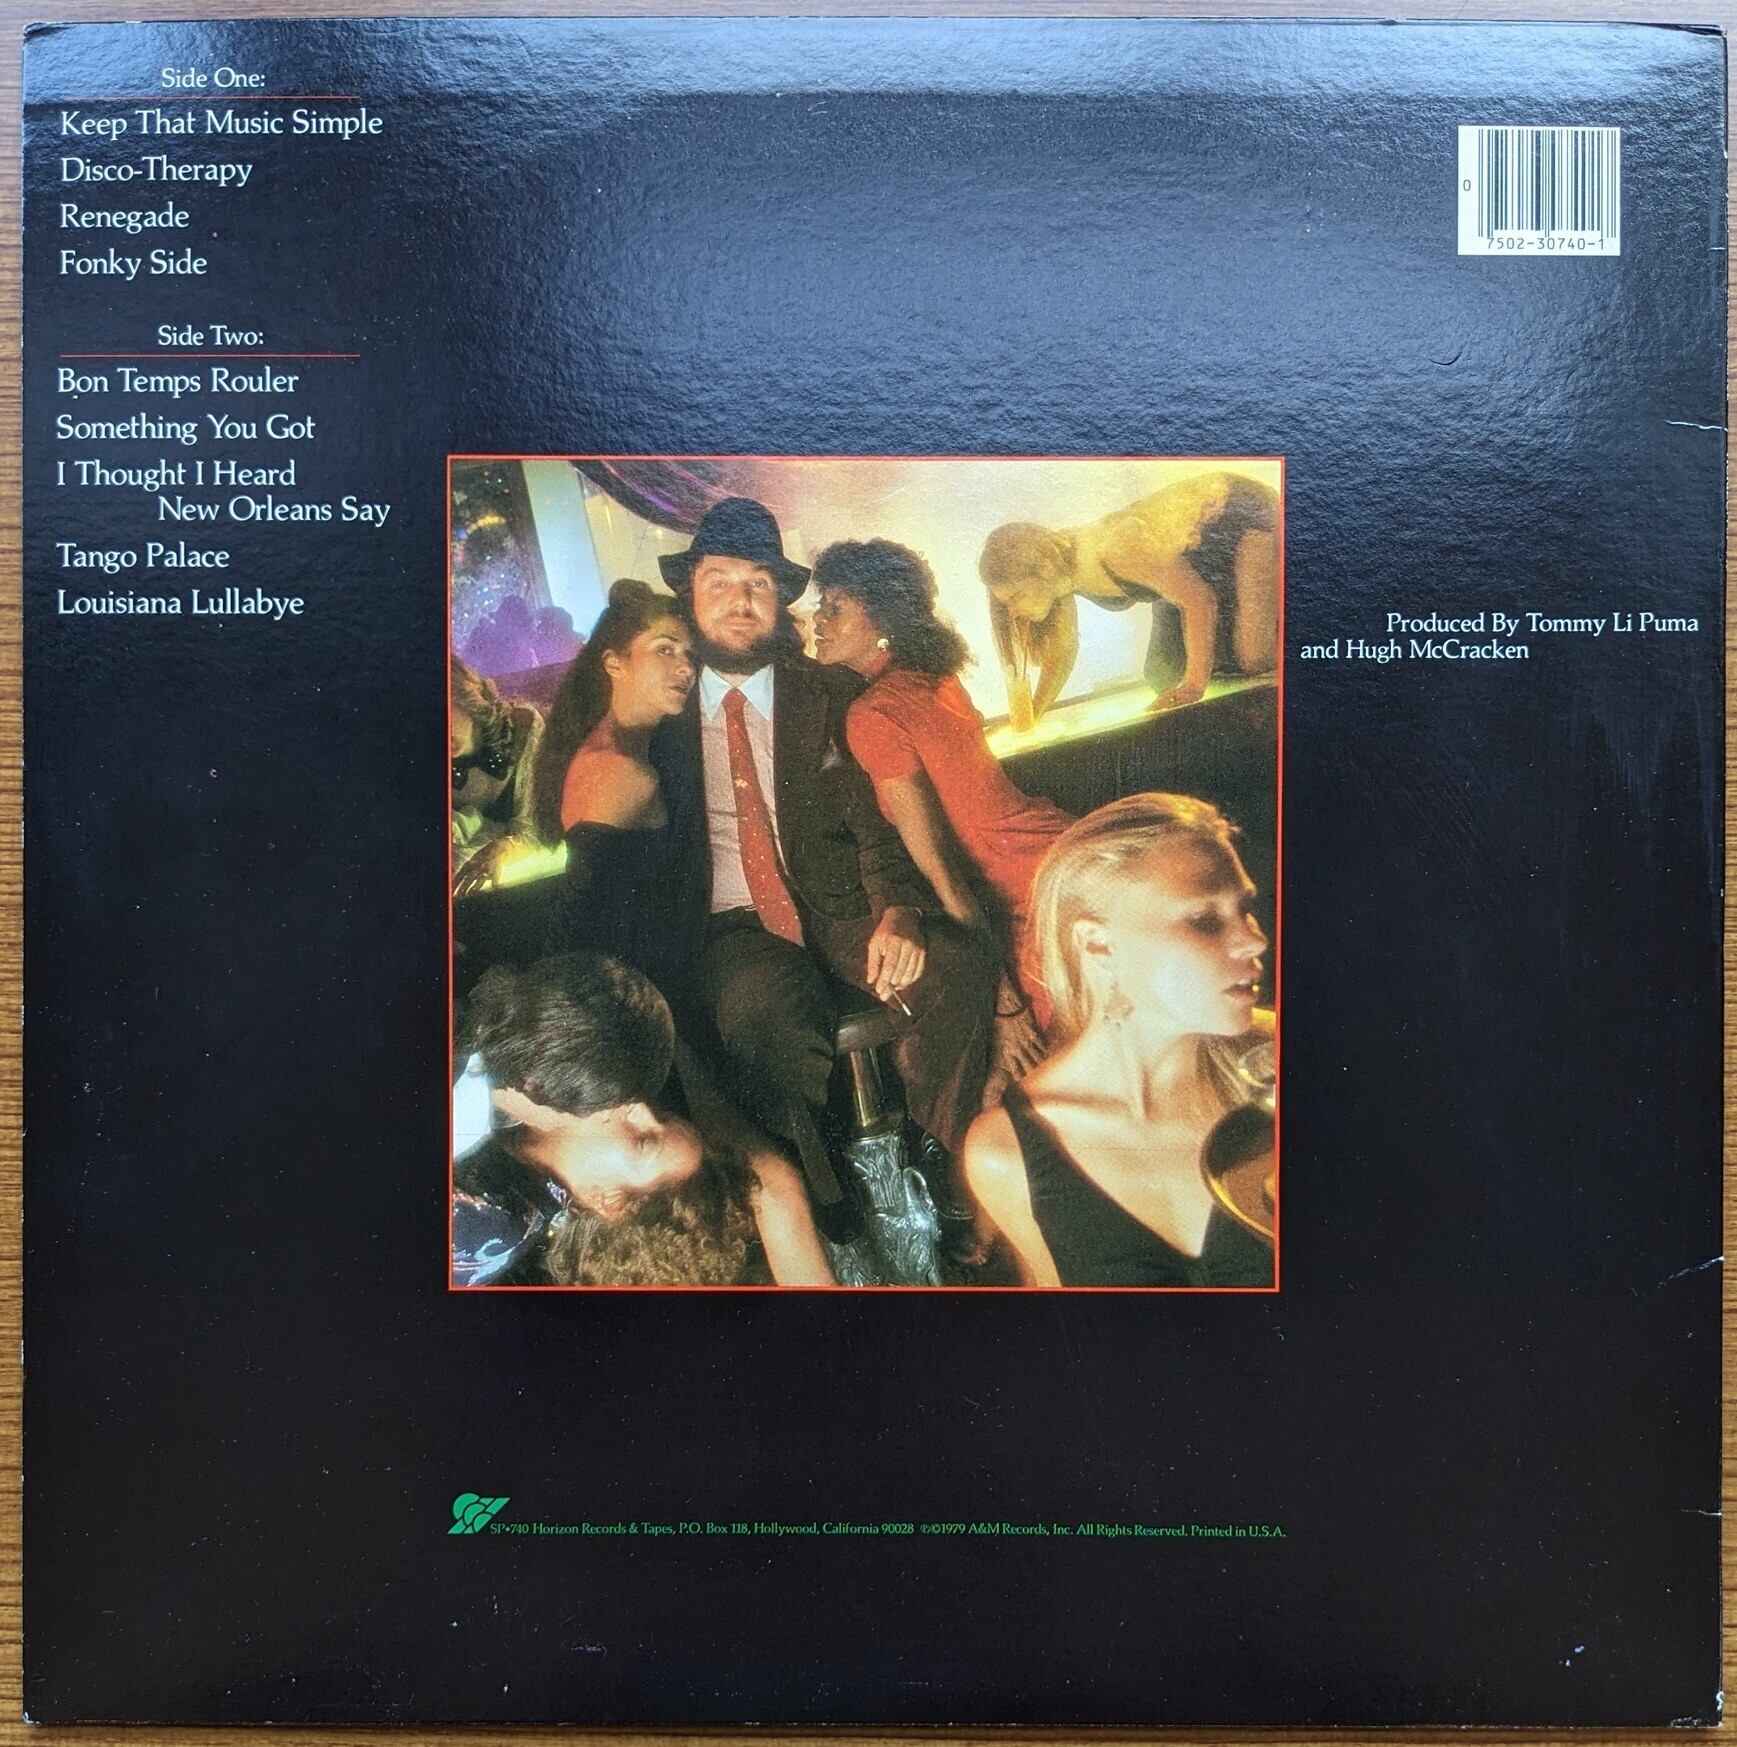 Side One:
Keep That Music Simple
Disco-Therapy
Renegade
Fonky Side
Side Two:
Bon Temps Rouler
Something You Got
I Thought I Heard
New Orleans Say
Tango Palace
Louisiana Lullabye
0
7502-30740-1
Produced By Tommy Li Puma
and Hugh McCracken
SP•740 Horizon Records & Tapes, P.O. Box 118, Hollywood, California 90028 ℗©1979 A&M Records, Inc. All Rights Reserved. Printed in U.S.A.